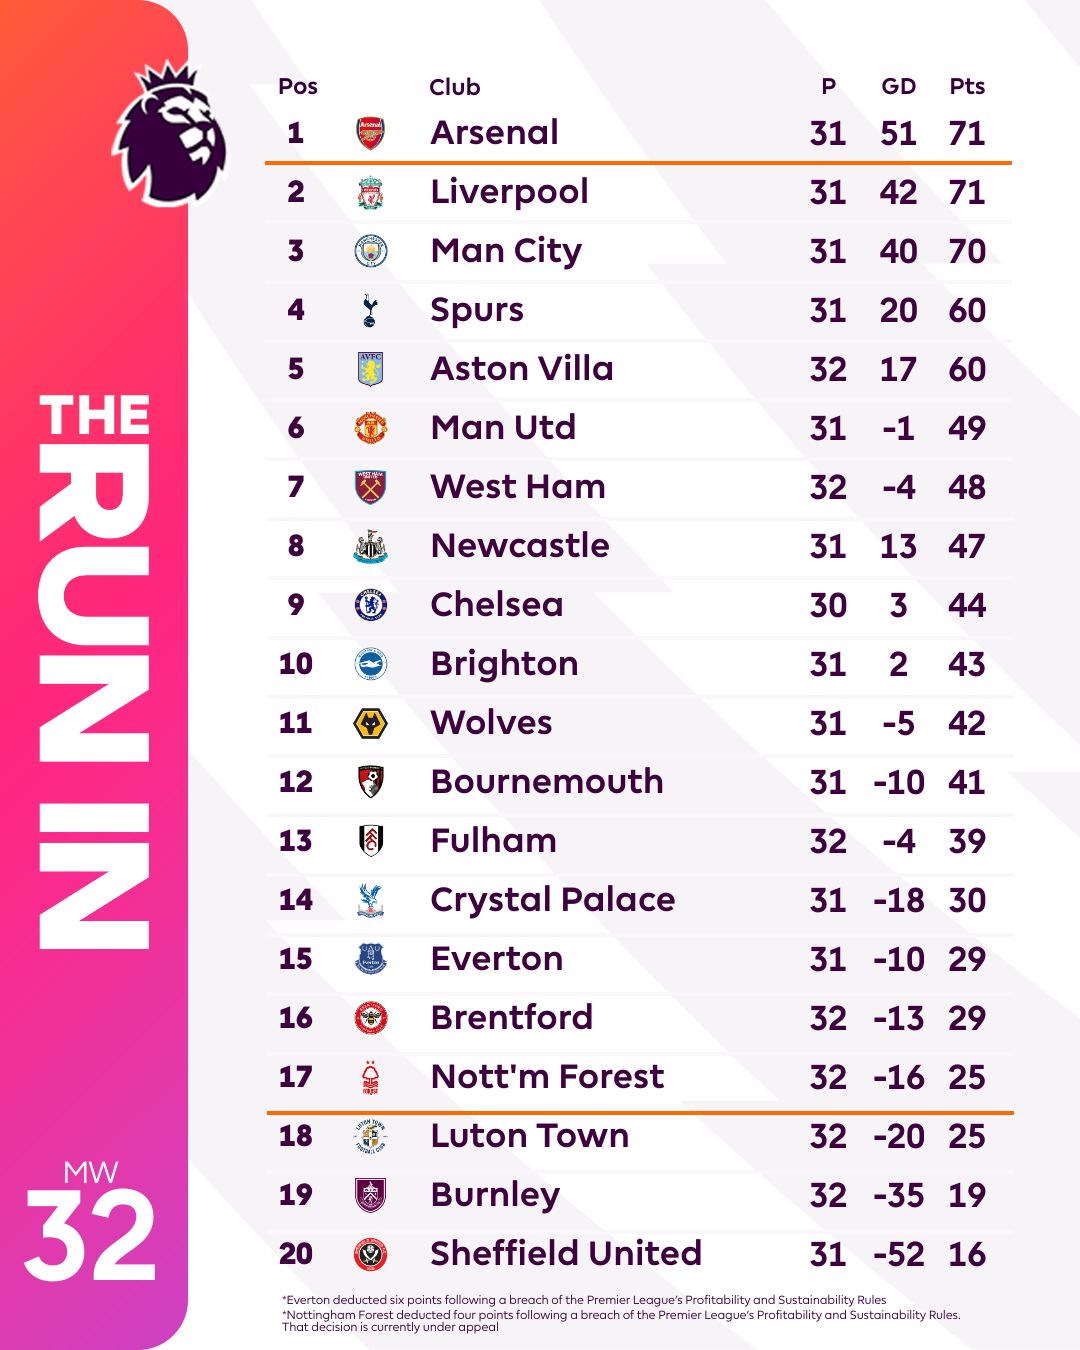 Pos Club P GD Pts
1 Arsenal 31 51 71
2 Liverpool 31 42 71
3 Man City 31 40 70
4 Spurs 31 20 60
5 Aston Villa 32 17 60
6 Man Utd 31 -1 49
7 West Ham 32 -4 48
8 Newcastle 31 13 47
9 Chelsea 30 3 44
10 Brighton 31 2 43
11 Wolves 31 -5 42
12 Bournemouth 31 -10 41
13 Fulham 32 -4 39
14 Crystal Palace 31 -18 30
15 Everton 31 -10 29
16 Brentford 32 -13 29
17 Nott'm Forest 32 -16 25
18 Luton Town 32 -20 25
19 Burnley 32 -35 19
20 Sheffield United 31 -52 16
*Everton deducted six points following a breach of the Premier League's Profitability and Sustainability Rules
*Nottingham Forest deducted four points following a breach of the Premier League's Profitability and Sustainability Rules.
That decision is currently under appeal
THE
RUN IN
MW
32